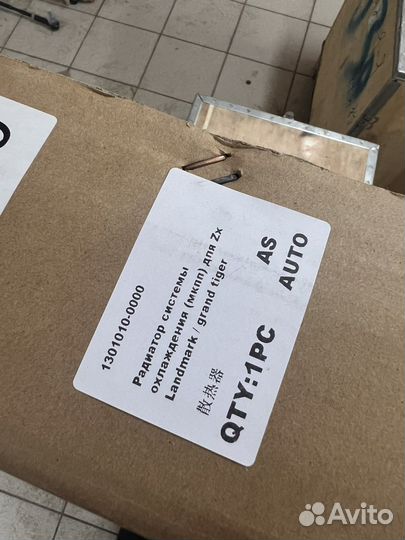 1301010-0000
Радиатор системы
охлаждения (мкпп) для Zx
Landmark / grand tiger
散热器
QTY:1PC
AS
AUTO
Avito